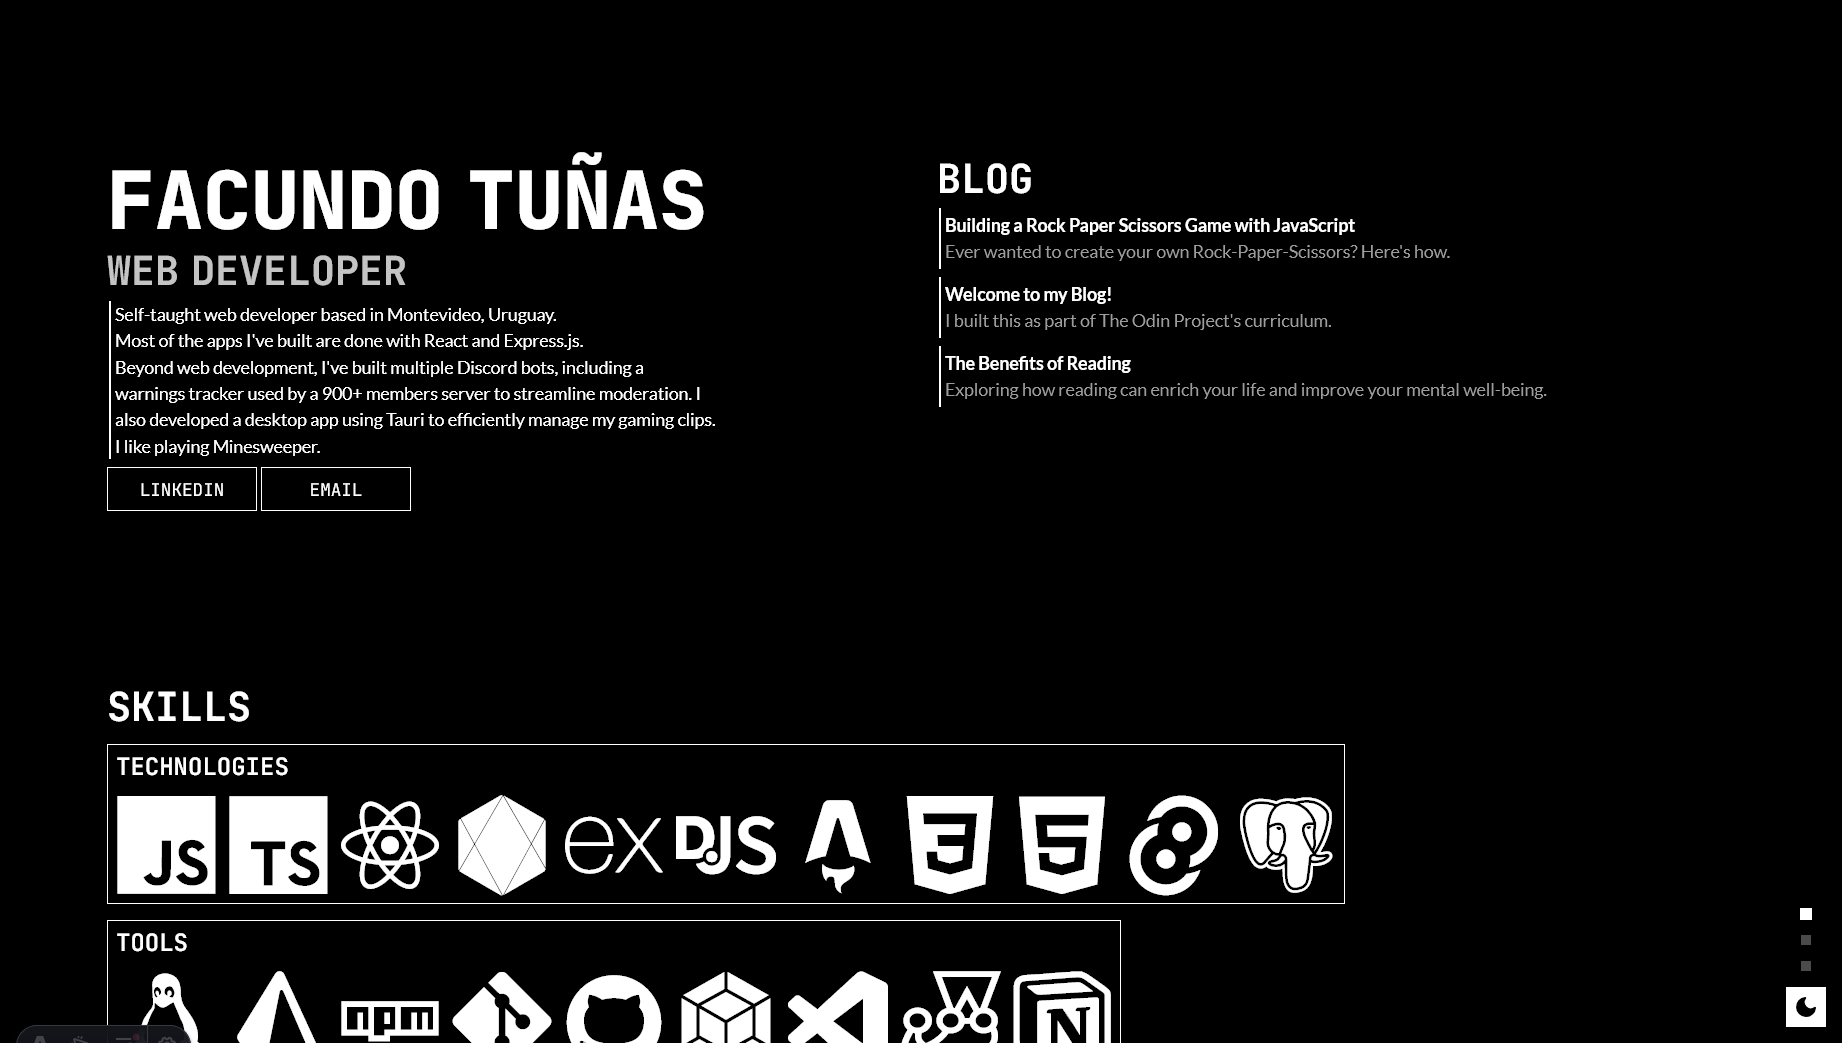 FACUNDO TUÑAS
WEB DEVELOPER
Self-taught web developer based in Montevideo, Uruguay.
Most of the apps I've built are done with React and Express.js.
Beyond web development, I've built multiple Discord bots, including a
warnings tracker used by a 900+ members server to streamline moderation. I
also developed a desktop app using Tauri to efficiently manage my gaming clips.
I like playing Minesweeper.
LINKEDIN
EMAIL
BLOG
Building a Rock Paper Scissors Game with JavaScript
Ever wanted to create your own Rock-Paper-Scissors? Here's how.
Welcome to my Blog!
I built this as part of The Odin Project's curriculum.
The Benefits of Reading
Exploring how reading can enrich your life and improve your mental well-being.
SKILLS
TECHNOLOGIES
JS TS ex DJS 3 5
TOOLS
npm N